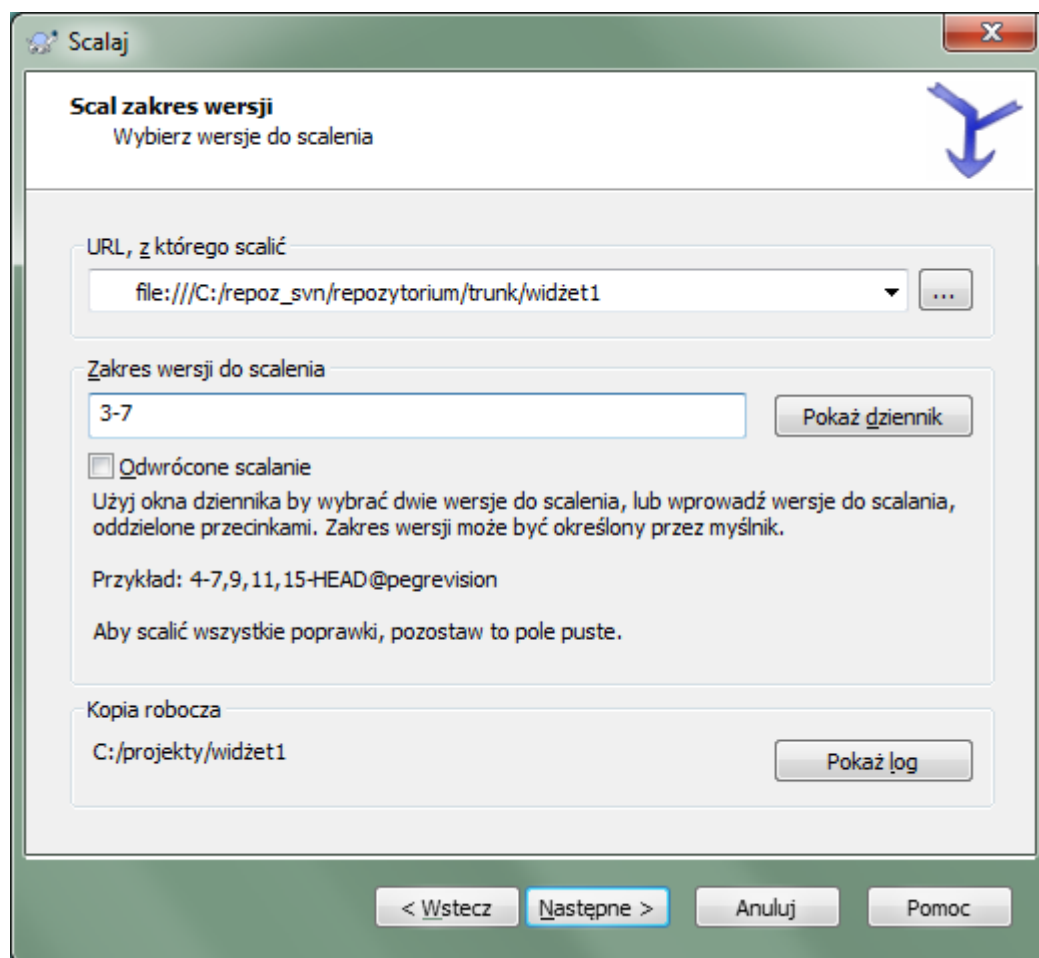 Scalaj
Scal zakres wersji
Wybierz wersje do scalenia
URL, z którego scalić
file:///C:/repoz_svn/repozytorium/trunk/widżet1
...
Zakres wersji do scalenia
3-7
Pokaż dziennik
Odwrócone scalanie
Użyj okna dziennika by wybrać dwie wersje do scalenia, lub wprowadź wersje do scalania,
oddzielone przecinkami. Zakres wersji może być określony przez myślnik.
Przykład: 4-7,9,11,15-HEAD@pegrevision
Aby scalić wszystkie poprawki, pozostaw to pole puste.
Kopia robocza
C:/projekty/widżet1
Pokaż log
< Wstecz
Następne >
Anuluj
Pomoc